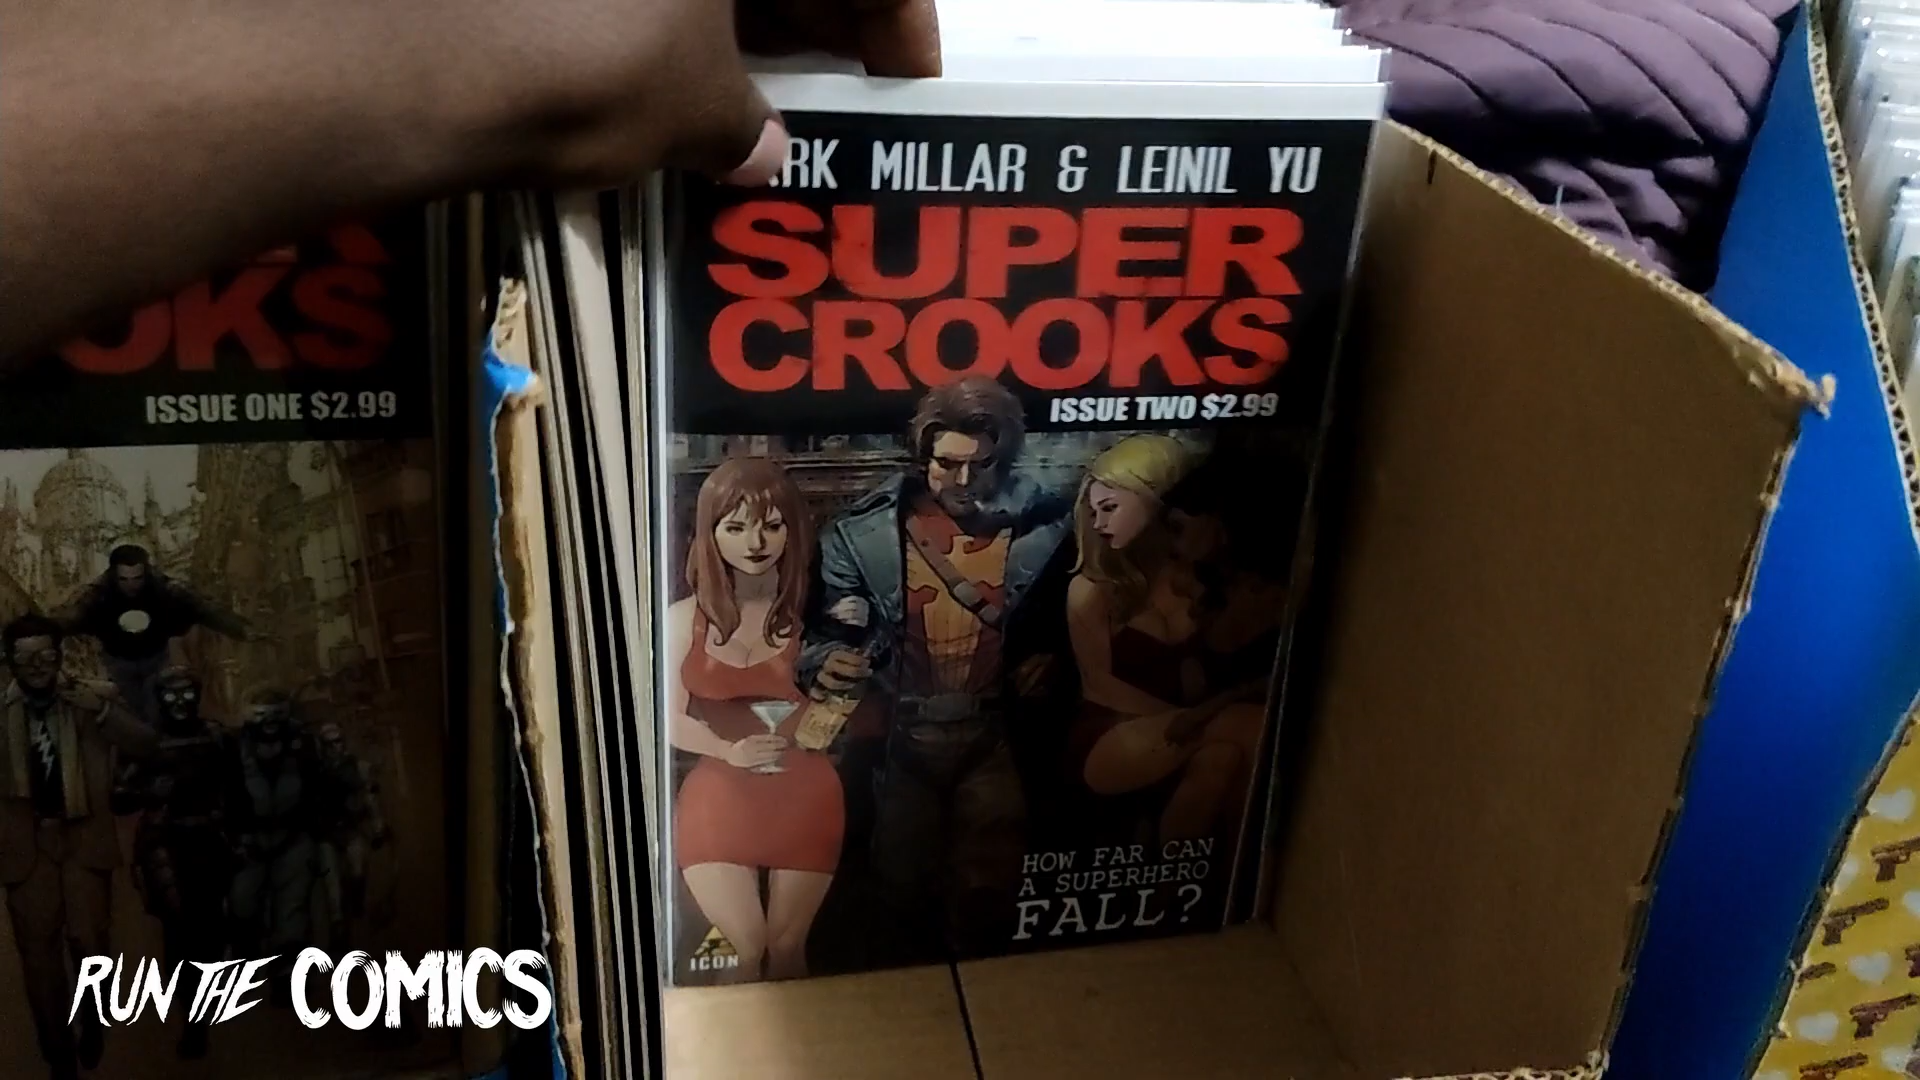 MILLAR & LEINIL YU
SUPER
CROOKS
ISSUE TWO $2.99
HOW FAR CAN
A SUPERHERO
FALL?
ICON
OKS
ISSUE ONE $2.99
RUN THE COMICS